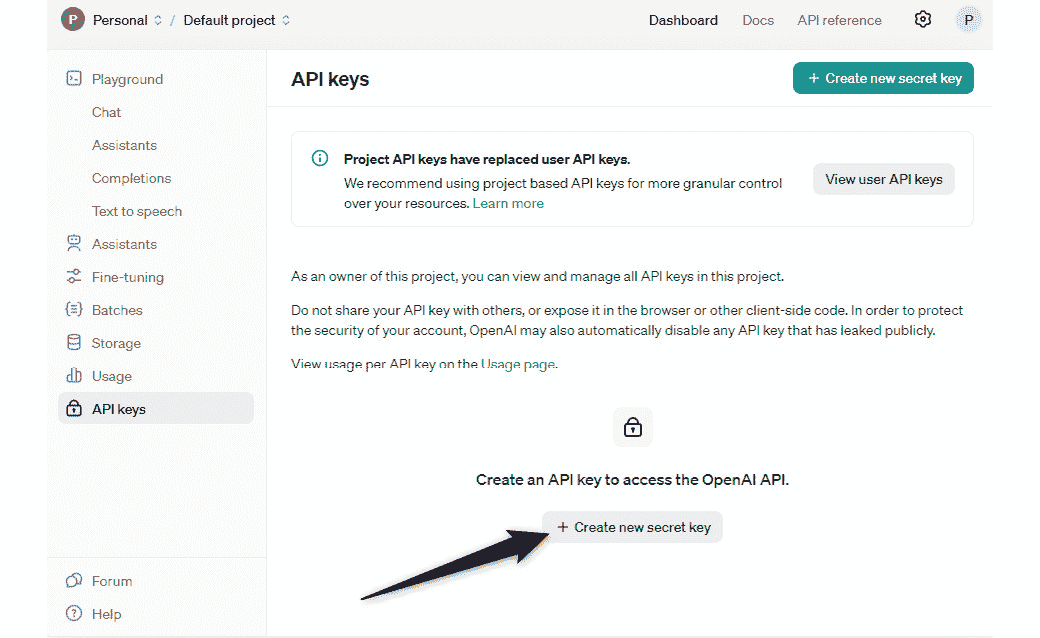 P Personal / Default project Dashboard Docs API reference P
Playground
Chat
Assistants
Completions
Text to speech
Assistants
Fine-tuning
Batches
Storage
Usage
API keys
Forum
Help
API keys
+ Create new secret key
Project API keys have replaced user API keys.
We recommend using project based API keys for more granular control
over your resources. Learn more
View user API keys
As an owner of this project, you can view and manage all API keys in this project.
Do not share your API key with others, or expose it in the browser or other client-side code. In order to protect
the security of your account, OpenAI may also automatically disable any API key that has leaked publicly.
View usage per API key on the Usage page.
Create an API key to access the OpenAI API.
+ Create new secret key